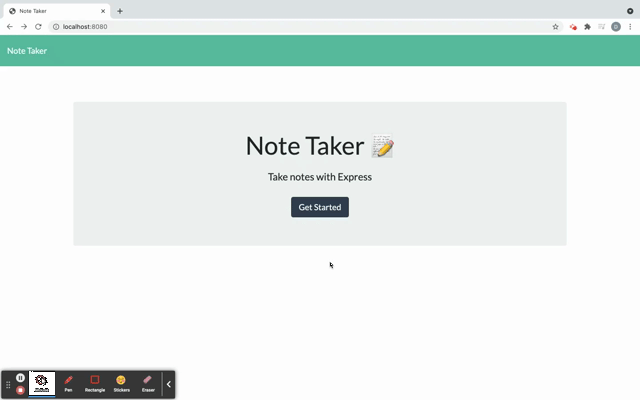 Note Taker
localhost:8080
Note Taker
Note Taker
Take notes with Express
Get Started
Pen
Rectangle
Stickers
Eraser